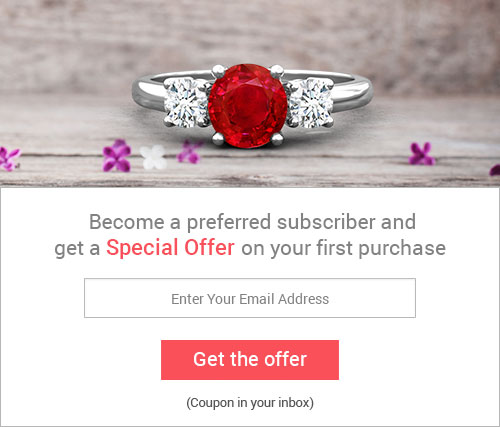 Become a preferred subscriber and
get a Special Offer on your first purchase
Enter Your Email Address
Get the offer
(Coupon in your inbox)